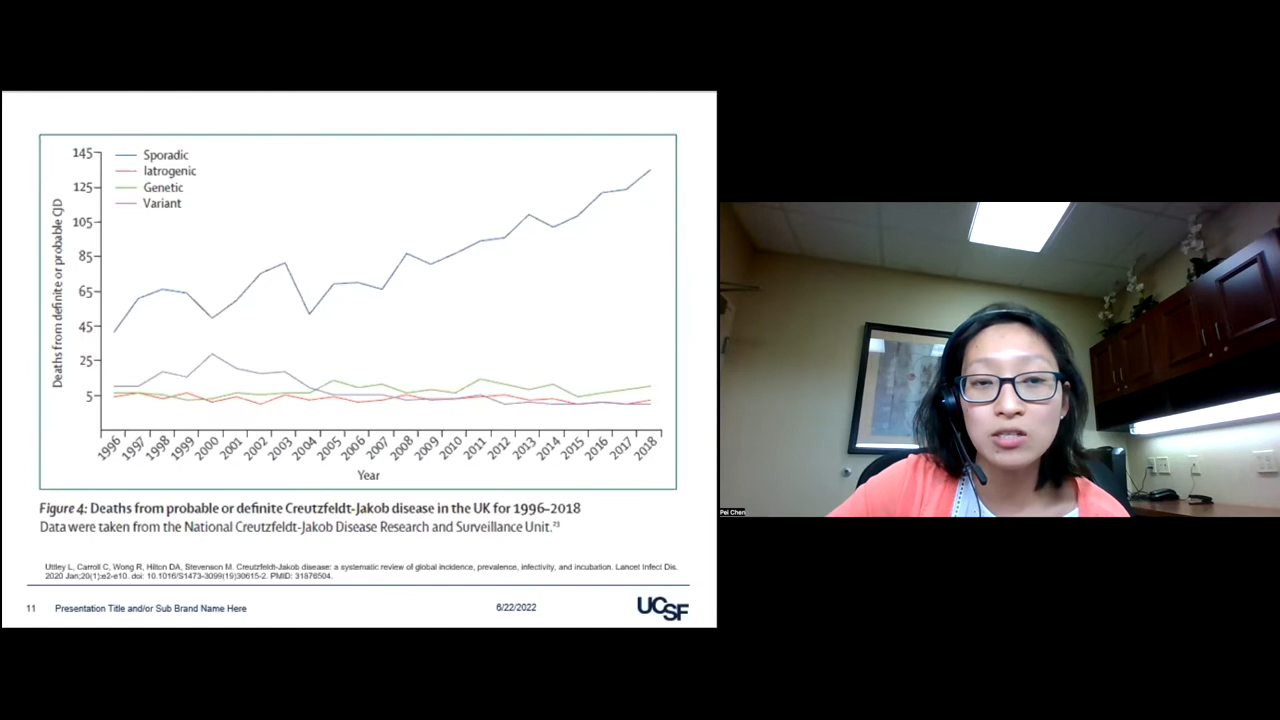 145
125
105
85
65
45
25
5
Sporadic
Iatrogenic
Genetic
Variant
Deaths from definite or probable CJD
1996 1997 1998 1999 2000 2001 2002 2003 2004 2005 2006 2007 2008 2009 2010 2011 2012 2013 2014 2015 2016 2017 2018
Year
Figure 4: Deaths from probable or definite Creutzfeldt-Jakob disease in the UK for 1996–2018
Data were taken from the National Creutzfeldt-Jakob Disease Research and Surveillance Unit.²⁹
Uttley L, Carroll C, Wong R, Hilton DA, Stevenson M. Creutzfeldt-Jakob disease: a systematic review of global incidence, prevalence, infectivity, and incubation. Lancet Infect Dis.
2020 Jan;20(1):e2-e10. doi: 10.1016/S1473-3099(19)30615-2. PMID: 31876504.
11 Presentation Title and/or Sub Brand Name Here 6/22/2022 UCSF
Pei Chen